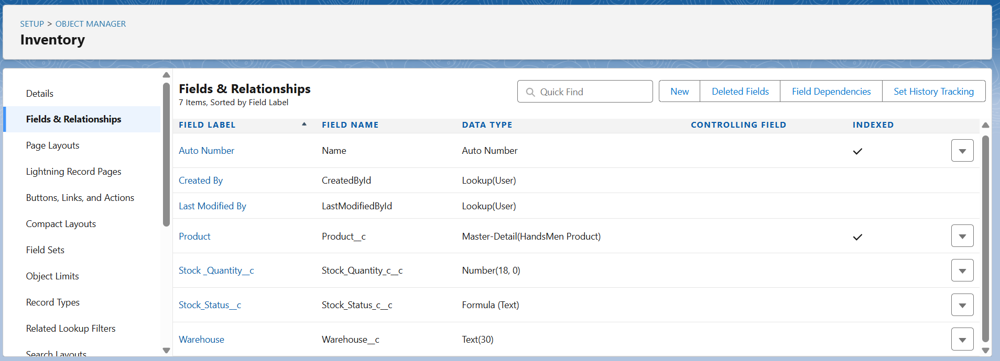 SETUP > OBJECT MANAGER
Inventory
Details
Fields & Relationships
Page Layouts
Lightning Record Pages
Buttons, Links, and Actions
Compact Layouts
Field Sets
Object Limits
Record Types
Related Lookup Filters
Search Layouts
Fields & Relationships
7 Items, Sorted by Field Label
Quick Find
New Deleted Fields Field Dependencies Set History Tracking
FIELD LABEL FIELD NAME DATA TYPE CONTROLLING FIELD INDEXED
Auto Number Name Auto Number
Created By CreatedById Lookup(User)
Last Modified By LastModifiedById Lookup(User)
Product Product__c Master-Detail(HandsMen Product)
Stock _Quantity__c Stock_Quantity_c__c Number(18, 0)
Stock_Status__c Stock_Status_c__c Formula (Text)
Warehouse Warehouse__c Text(30)